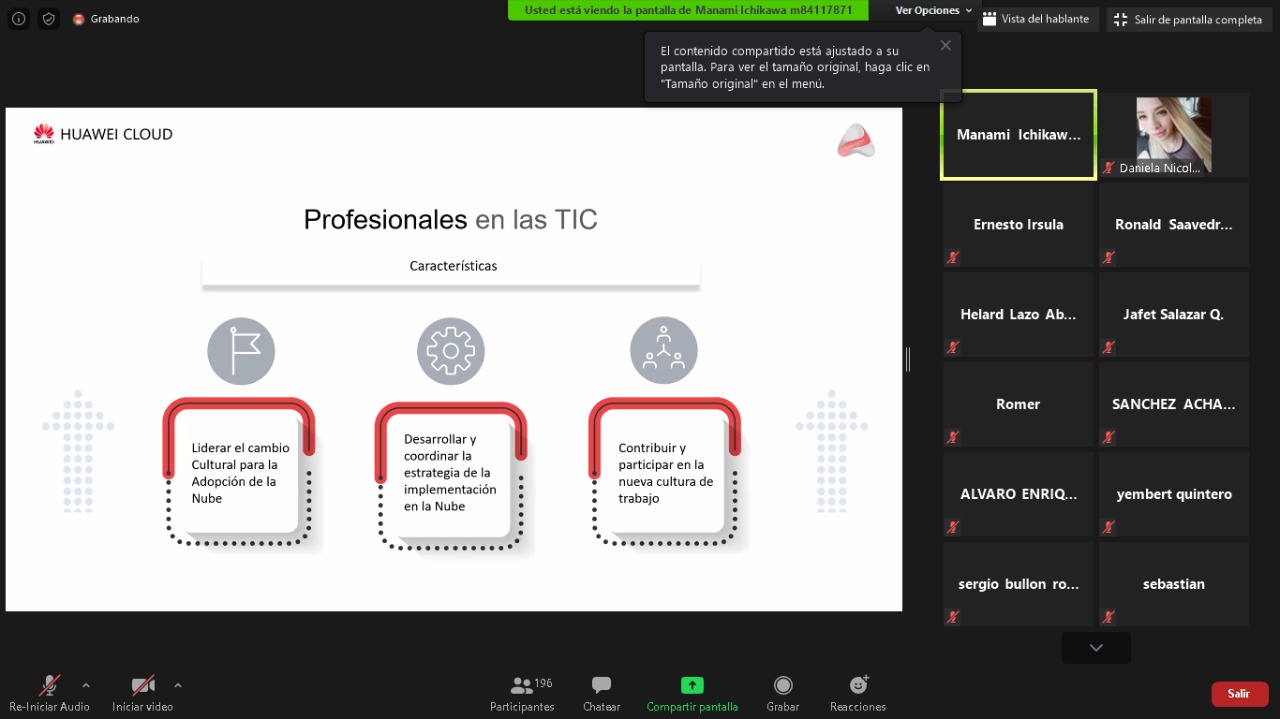 Grabando
Usted está viendo la pantalla de Manami Ichikawa m84117871
Ver Opciones
Vista del hablante
Salir de pantalla completa
El contenido compartido está ajustado a su
pantalla. Para ver el tamaño original, haga clic en
"Tamaño original" en el menú.
HUAWEI
HUAWEI CLOUD
Profesionales en las TIC
Características
Liderar el cambio
Cultural para la
Adopción de la
Nube
Desarrollar y
coordinar la
estrategia de la
implementación
en la Nube
Contribuir y
participar en la
nueva cultura de
trabajo
Manami Ichikaw...
Daniela Nicol...
Ernesto Irsula
Ronald Saavedr...
Helard Lazo Ab...
Jafet Salazar Q.
Romer
SANCHEZ ACHA...
ALVARO ENRIQ...
yembert quintero
sergio bullon ro...
sebastian
Re-Iniciar Audio
Iniciar video
196
Participantes
Chatear
Compartir pantalla
Grabar
Reacciones
Salir